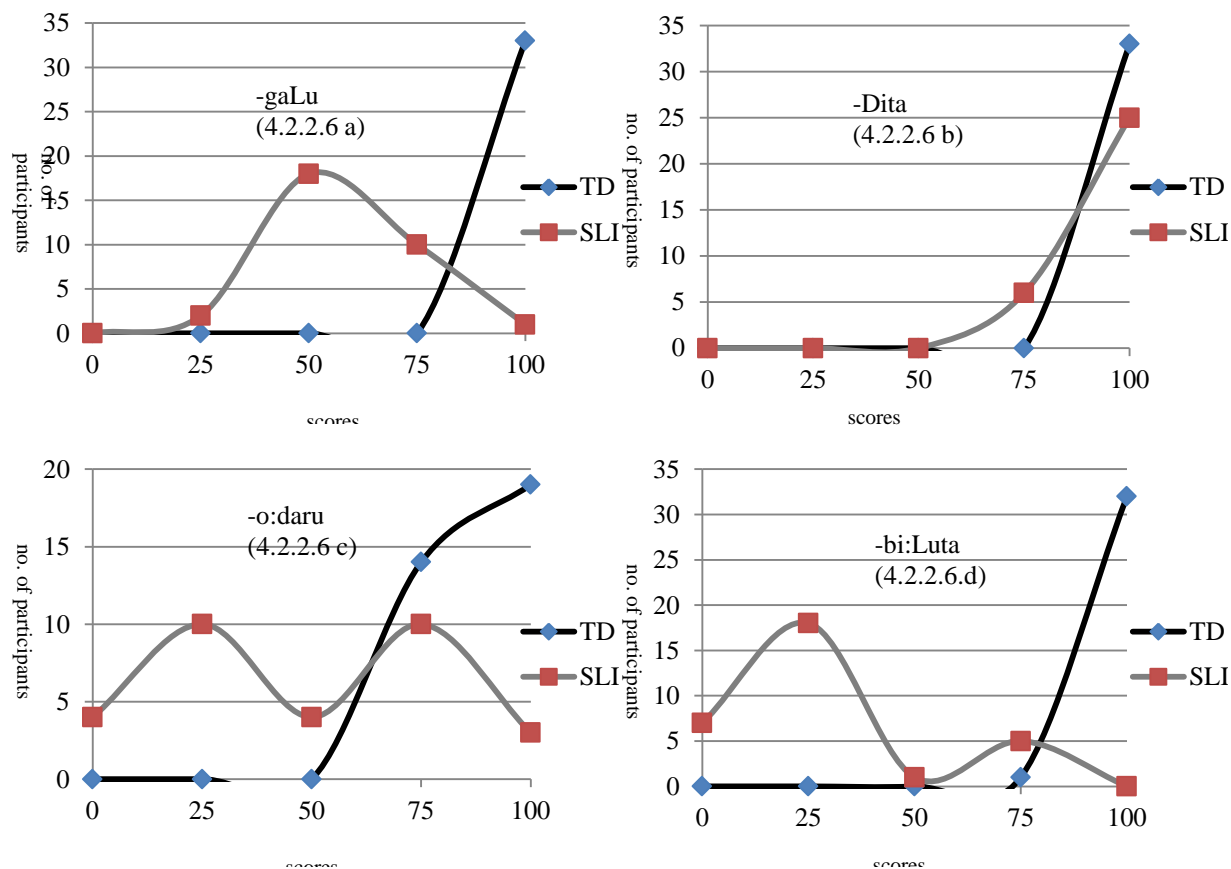 35
30
25
20
15
10
5
0
0 25 50 75 100
-gaLu
(4.2.2.6 a)
no. of
participants
scores
TD
SLI
35
30
25
20
15
10
5
0
0 25 50 75 100
-Dita
(4.2.2.6 b)
no. of participants
scores
TD
SLI
20
15
10
5
0
0 25 50 75 100
-o:daru
(4.2.2.6 c)
no. of participants
scores
TD
SLI
35
30
25
20
15
10
5
0
0 25 50 75 100
-bi:Luta
(4.2.2.6.d)
no. of participants
scores
TD
SLI